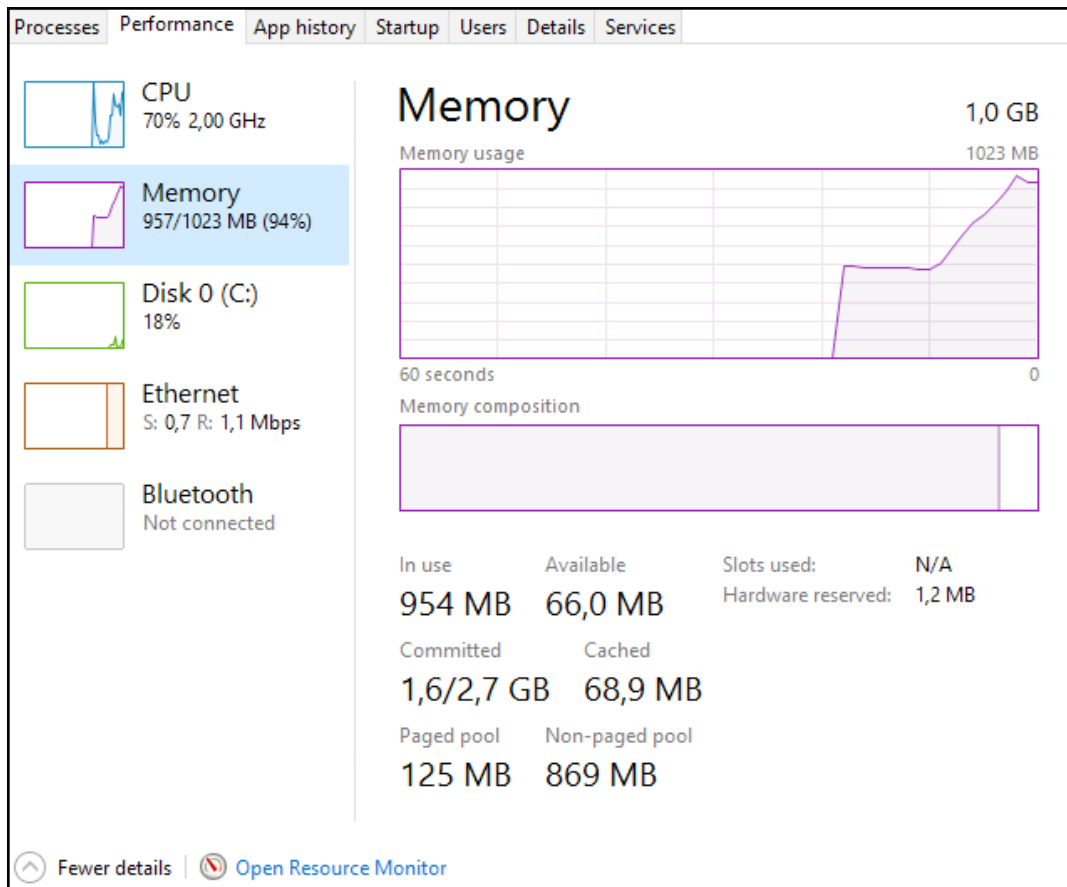 Processes Performance App history Startup Users Details Services
CPU
70% 2,00 GHz
Memory
957/1023 MB (94%)
Disk 0 (C:)
18%
Ethernet
S: 0,7 R: 1,1 Mbps
Bluetooth
Not connected
Memory 1,0 GB
Memory usage 1023 MB
60 seconds 0
Memory composition
In use Available Slots used: N/A
954 MB 66,0 MB Hardware reserved: 1,2 MB
Committed Cached
1,6/2,7 GB 68,9 MB
Paged pool Non-paged pool
125 MB 869 MB
Fewer details Open Resource Monitor